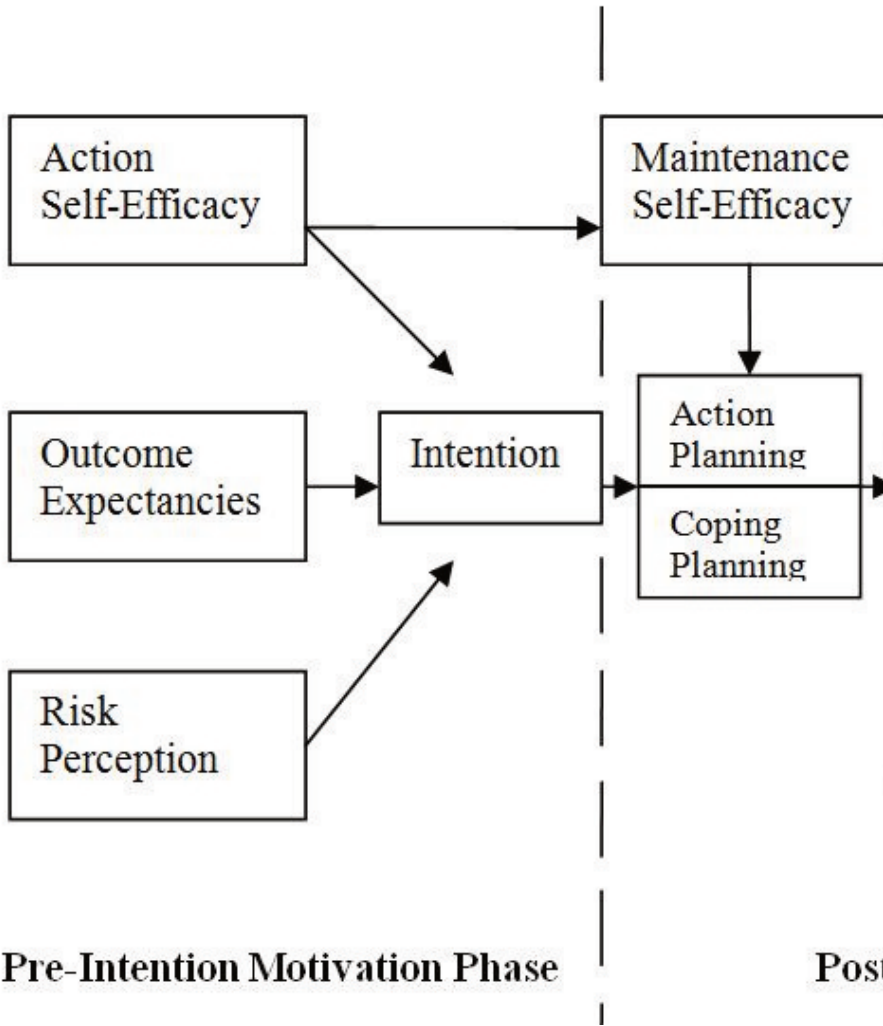 Action
Self-Efficacy
Maintenance
Self-Efficacy
Outcome
Expectancies
Intention
Action
Planning
Coping
Planning
Risk
Perception
Pre-Intention Motivation Phase
Post